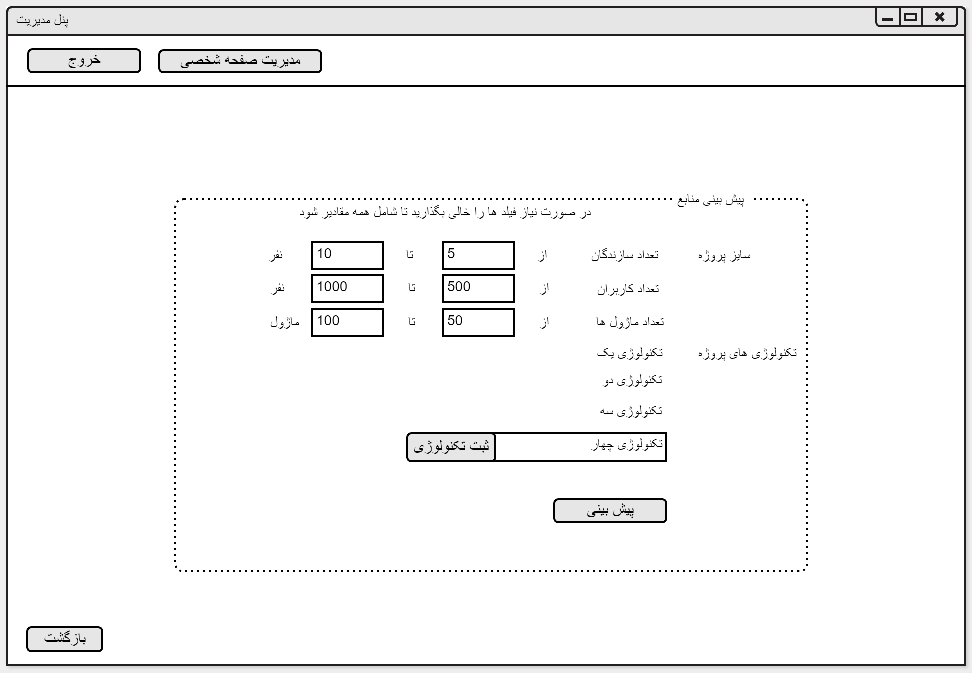 پنل مدیریت
مدیریت صفحه شخصی
خروج
پیش بینی منابع
در صورت نیاز فیلد ها را خالی بگذارید تا شامل همه مقادیر شود
سایز پروژه تعداد سازندگان از 5 تا 10 نفر
تعداد کاربران از 500 تا 1000 نفر
تعداد ماژول ها از 50 تا 100 ماژول
تکنولوژی های پروژه تکنولوژی یک
تکنولوژی دو
تکنولوژی سه
تکنولوژی چهار ثبت تکنولوژی
پیش بینی
بازگشت